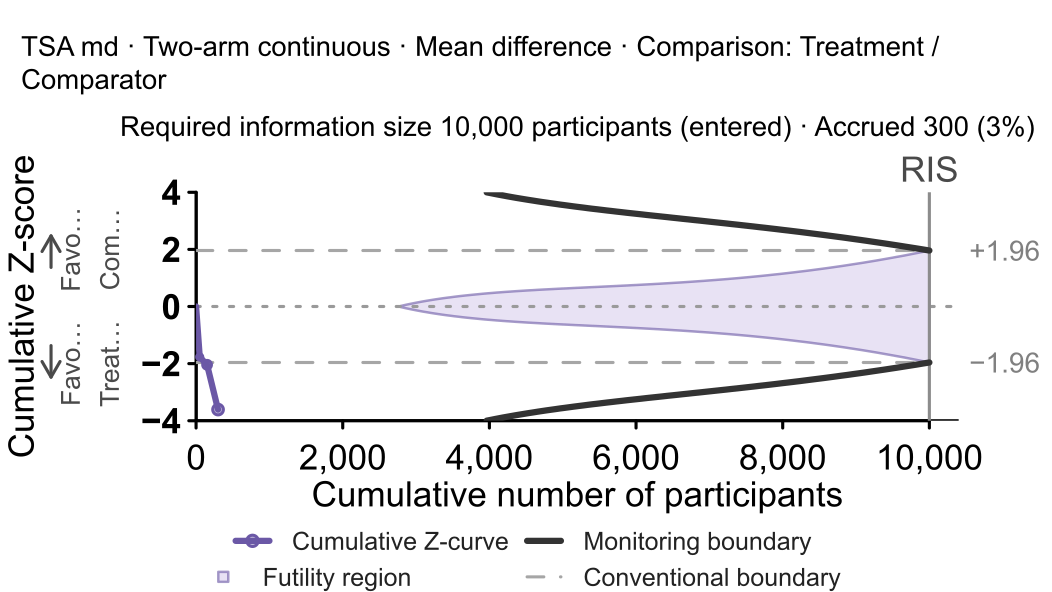 TSA md · Two-arm continuous · Mean difference · Comparison: Treatment /
Comparator
Required information size 10,000 participants (entered) · Accrued 300 (3%)
RIS
Cumulative Z-score
↑ Favo…
Com…
↓ Favo…
Treat…
4
2
0
−2
−4
+1.96
−1.96
0 2,000 4,000 6,000 8,000 10,000
Cumulative number of participants
Cumulative Z-curve
Monitoring boundary
Futility region
Conventional boundary